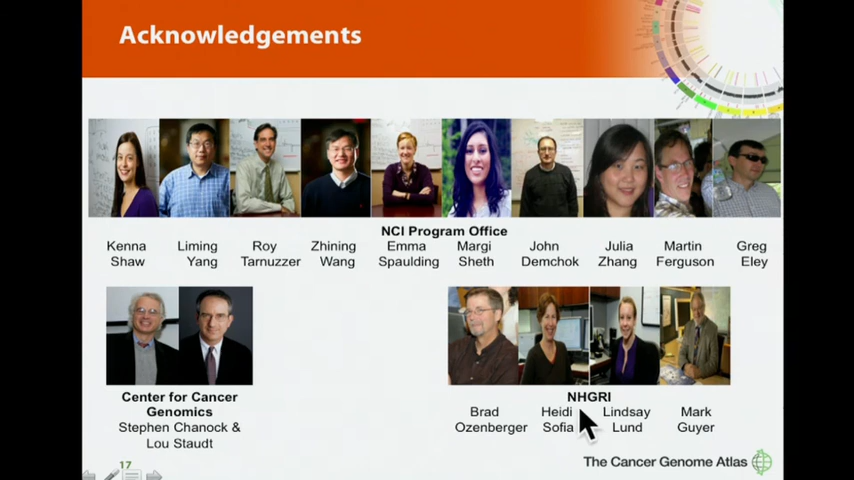 Acknowledgements
NCI Program Office
Kenna Liming Roy Zhining Emma Margi John Julia Martin Greg
Shaw Yang Tarnuzzer Wang Spaulding Sheth Demchok Zhang Ferguson Eley
Center for Cancer
Genomics
Stephen Chanock &
Lou Staudt
NHGRI
Brad Heidi Lindsay Mark
Ozenberger Sofia Lund Guyer
17
The Cancer Genome Atlas